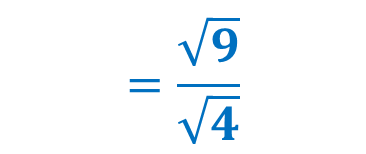 = √9 / √4